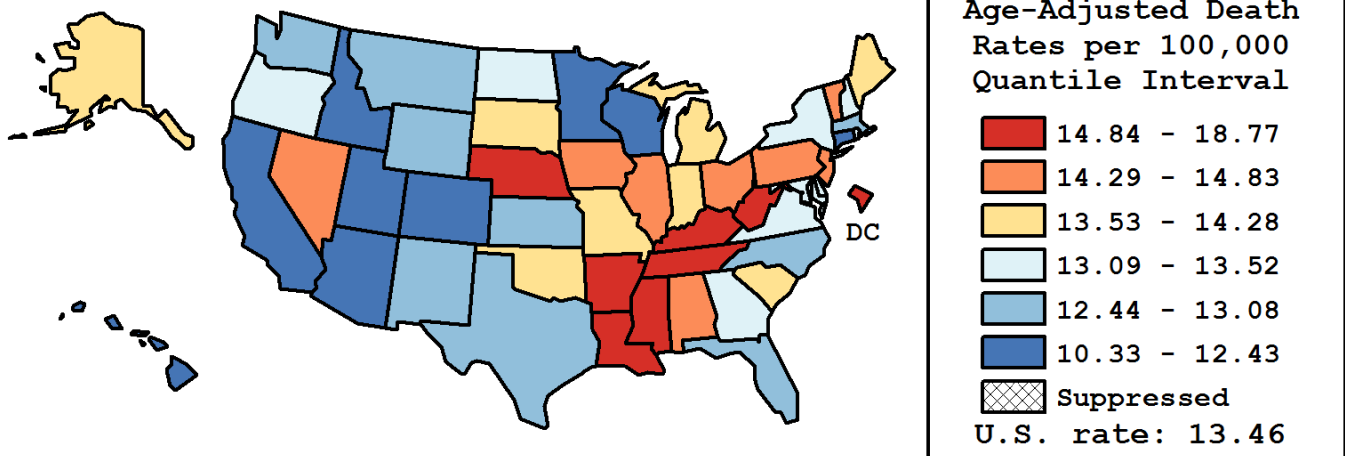 Age-Adjusted Death
Rates per 100,000
Quantile Interval
14.84 - 18.77
14.29 - 14.83
13.53 - 14.28
13.09 - 13.52
12.44 - 13.08
10.33 - 12.43
Suppressed
U.S. rate: 13.46
DC